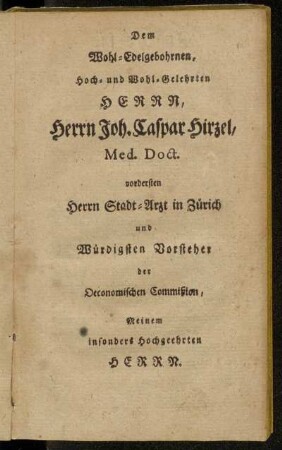 Dem
Wohl-Edelgebohrnen,
Hoch- und Wohl-Gelehrten
HERRN,
Herrn Joh. Caspar Hirzel,
Med. Doct.
vordersten
Herrn Stadt-Arzt in Zürich
und
Würdigsten Vorsteher
der
Oeconomischen Commißion,
Meinem
insonders Hochgeehrten
HERRN.